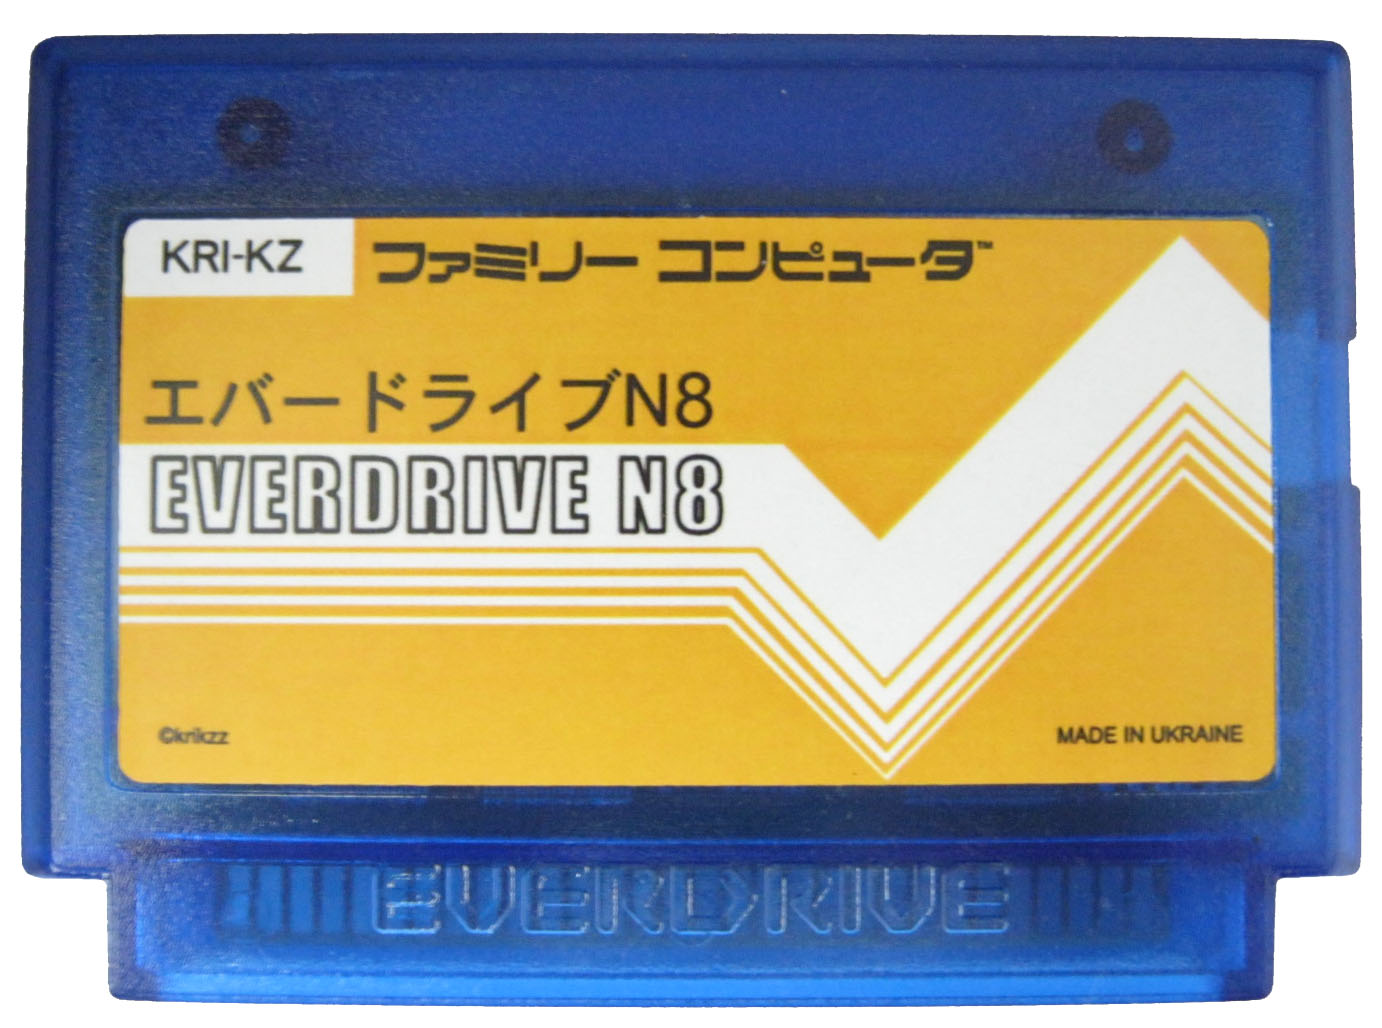 KRI-KZ
ファミリー コンピュータ™
エバードライブN8
EVERDRIVE N8
©krikzz
MADE IN UKRAINE
EVERDRIVE